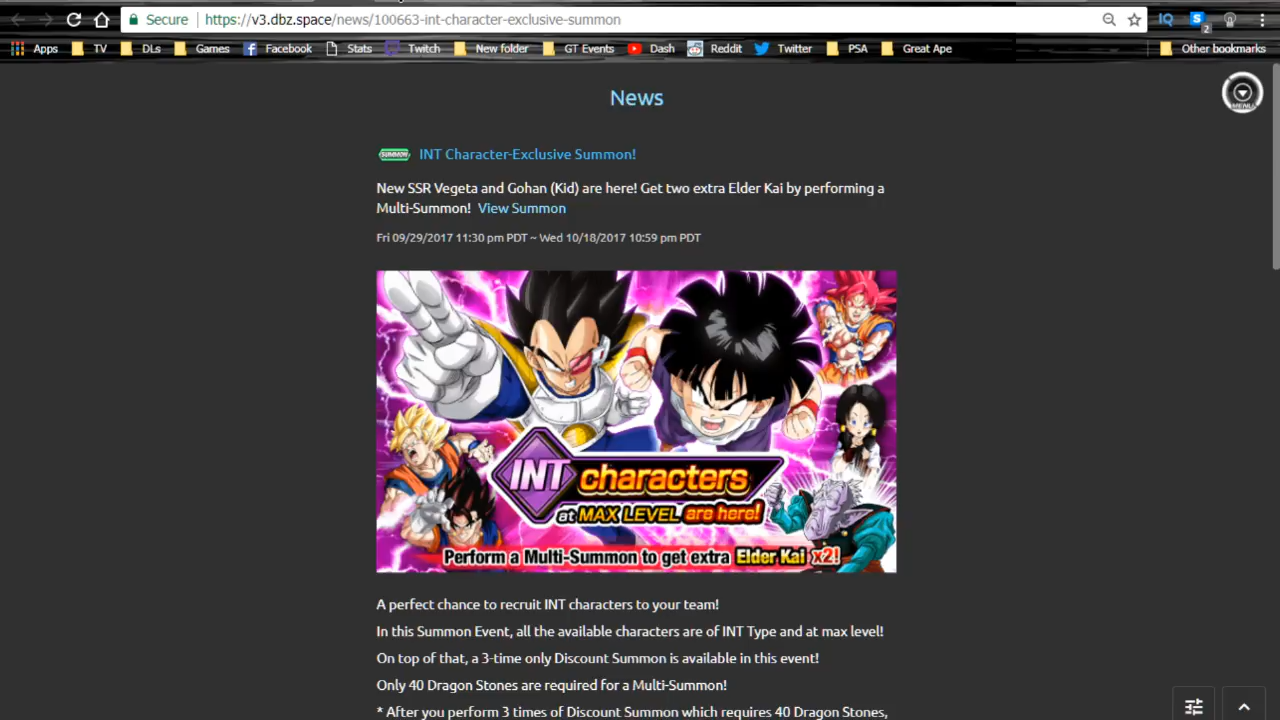 Secure https://v3.dbz.space/news/100663-int-character-exclusive-summon IQ S 2
Apps TV DLs Games Facebook Stats Twitch New folder GT Events Dash Reddit Twitter PSA Great Ape Other bookmarks
News
MENU
SUMMON INT Character-Exclusive Summon!
New SSR Vegeta and Gohan (Kid) are here! Get two extra Elder Kai by performing a
Multi-Summon! View Summon
Fri 09/29/2017 11:30 pm PDT ~ Wed 10/18/2017 10:59 pm PDT
INT characters
at MAX LEVEL are here!
Perform a Multi-Summon to get extra Elder Kai x2!
A perfect chance to recruit INT characters to your team!
In this Summon Event, all the available characters are of INT Type and at max level!
On top of that, a 3-time only Discount Summon is available in this event!
Only 40 Dragon Stones are required for a Multi-Summon!
* After you perform 3 times of Discount Summon which requires 40 Dragon Stones,